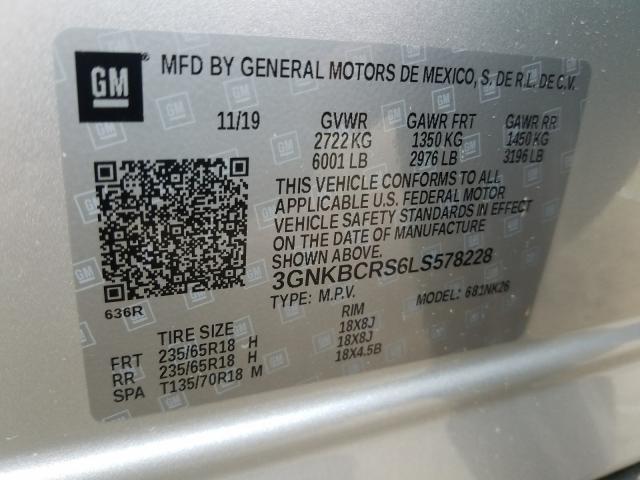 GM ® MFD BY GENERAL MOTORS DE MEXICO, S. DE R.L. DE C.V.
11/19 GVWR GAWR FRT GAWR RR
2722 KG 1350 KG 1450 KG
6001 LB 2976 LB 3196 LB
THIS VEHICLE CONFORMS TO ALL
APPLICABLE U.S. FEDERAL MOTOR
VEHICLE SAFETY STANDARDS IN EFFECT
ON THE DATE OF MANUFACTURE
SHOWN ABOVE.
3GNKBCRS6LS578228
TYPE: M.P.V. MODEL: 681NK26
636R
TIRE SIZE RIM
FRT 235/65R18 H 18X8J
RR 235/65R18 H 18X8J
SPA T135/70R18 M 18X4.5B